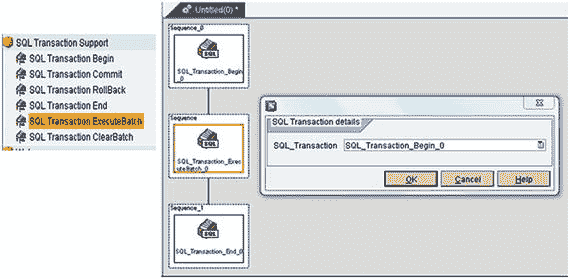 SQL Transaction Support
SQL Transaction Begin
SQL Transaction Commit
SQL Transaction RollBack
SQL Transaction End
SQL Transaction ExecuteBatch
SQL Transaction ClearBatch
Untitled(0) *
Sequence_0
SQL
SQL_Transaction_Begin
_0
Sequence
SQL
SQL_Transaction_Exec
uteBatch_0
Sequence_1
SQL
SQL_Transaction_End_0
SQL Transaction details
SQL_Transaction
SQL_Transaction_Begin_0
OK
Cancel
Help